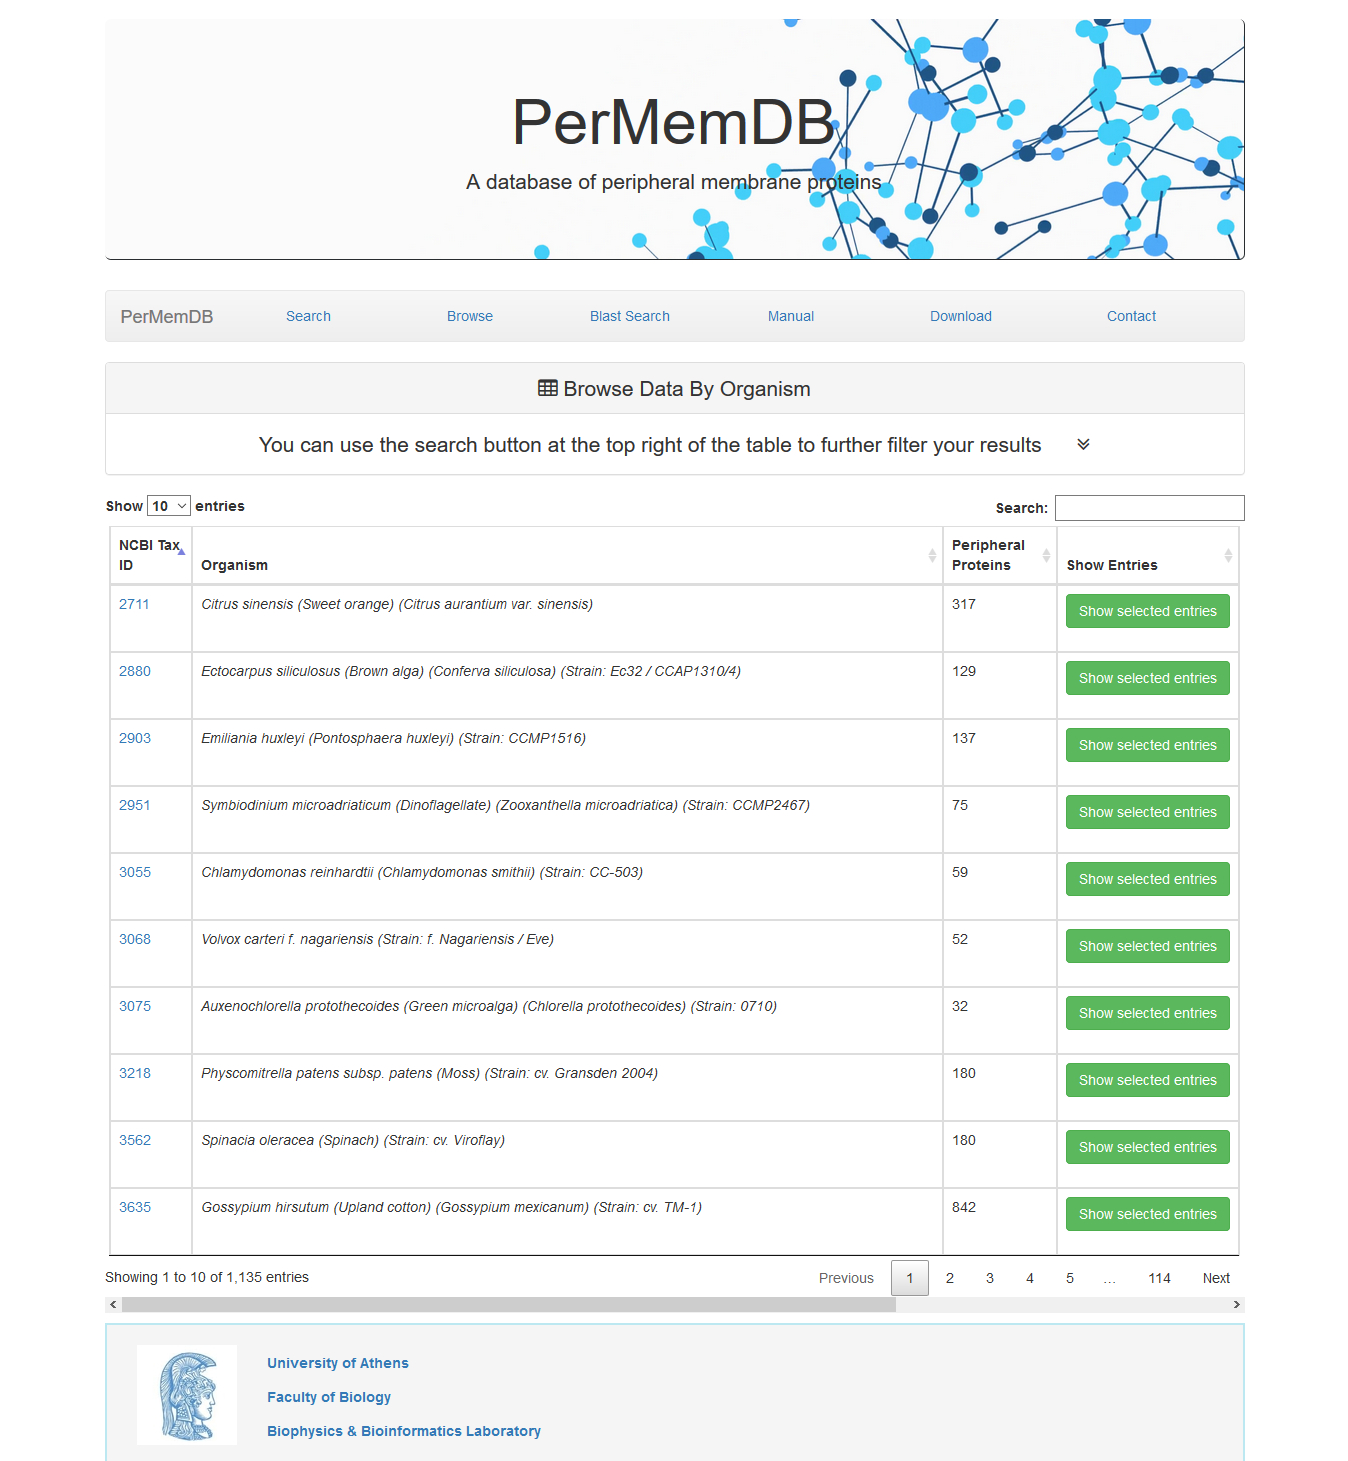 PerMemDB
A database of peripheral membrane proteins
PerMemDB Search Browse Blast Search Manual Download Contact
Browse Data By Organism
You can use the search button at the top right of the table to further filter your results
Show 10 entries Search:
NCBI Tax ID Organism Peripheral Proteins Show Entries
2711 Citrus sinensis (Sweet orange) (Citrus aurantium var. sinensis) 317 Show selected entries
2880 Ectocarpus siliculosus (Brown alga) (Conferva siliculosa) (Strain: Ec32 / CCAP1310/4) 129 Show selected entries
2903 Emiliania huxleyi (Pontosphaera huxleyi) (Strain: CCMP1516) 137 Show selected entries
2951 Symbiodinium microadriaticum (Dinoflagellate) (Zooxanthella microadriatica) (Strain: CCMP2467) 75 Show selected entries
3055 Chlamydomonas reinhardtii (Chlamydomonas smithii) (Strain: CC-503) 59 Show selected entries
3068 Volvox carteri f. nagariensis (Strain: f. Nagariensis / Eve) 52 Show selected entries
3075 Auxenochlorella protothecoides (Green microalga) (Chlorella protothecoides) (Strain: 0710) 32 Show selected entries
3218 Physcomitrella patens subsp. patens (Moss) (Strain: cv. Gransden 2004) 180 Show selected entries
3562 Spinacia oleracea (Spinach) (Strain: cv. Viroflay) 180 Show selected entries
3635 Gossypium hirsutum (Upland cotton) (Gossypium mexicanum) (Strain: cv. TM-1) 842 Show selected entries
Showing 1 to 10 of 1,135 entries Previous 1 2 3 4 5 … 114 Next
University of Athens
Faculty of Biology
Biophysics & Bioinformatics Laboratory